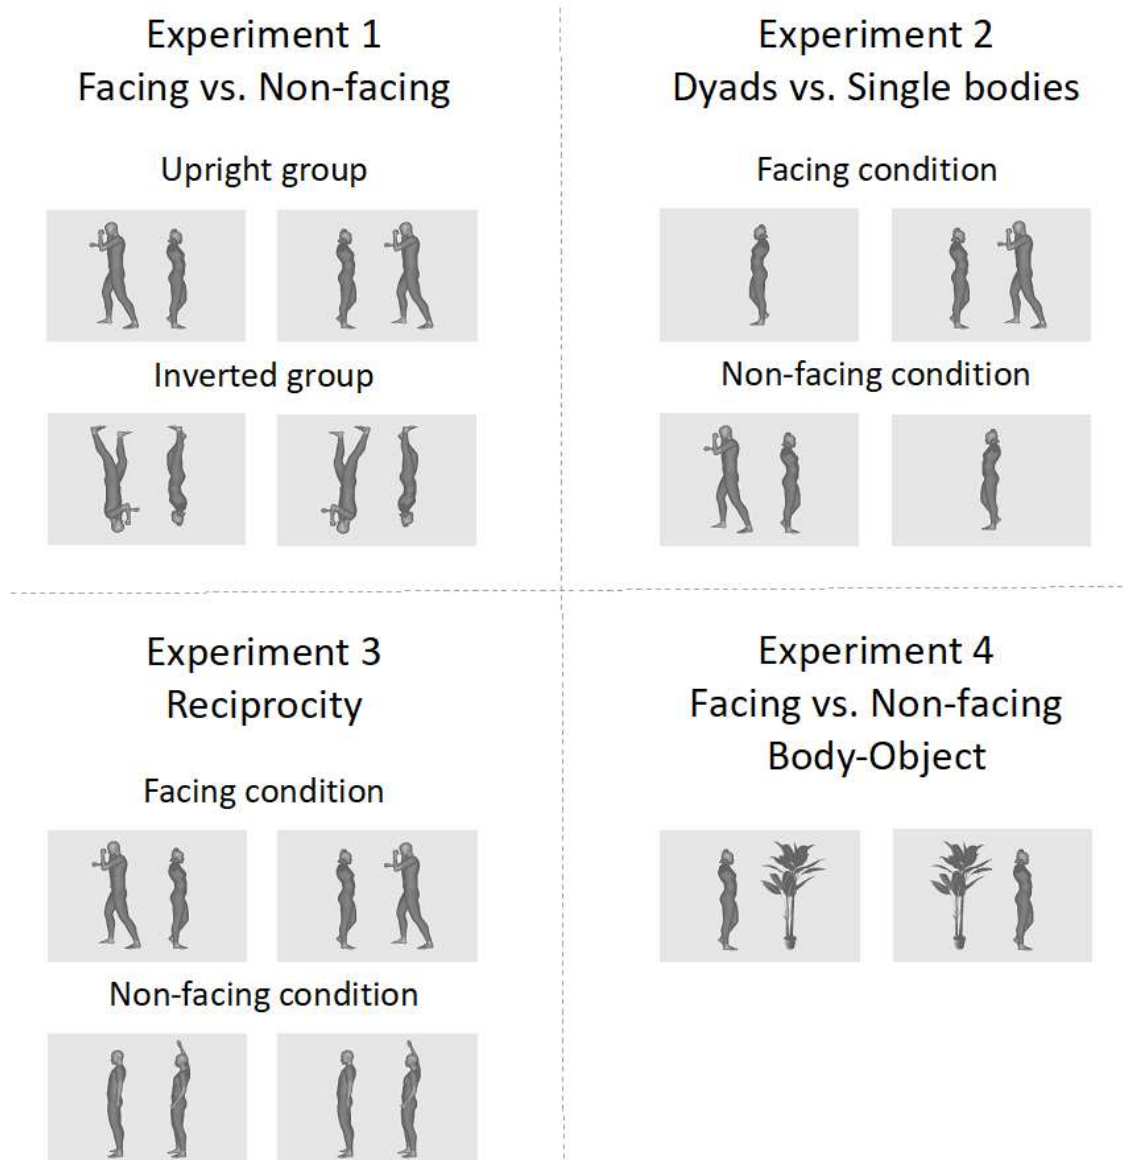 Experiment 1
Facing vs. Non-facing
Upright group
Inverted group
Experiment 2
Dyads vs. Single bodies
Facing condition
Non-facing condition
Experiment 3
Reciprocity
Facing condition
Non-facing condition
Experiment 4
Facing vs. Non-facing
Body-Object